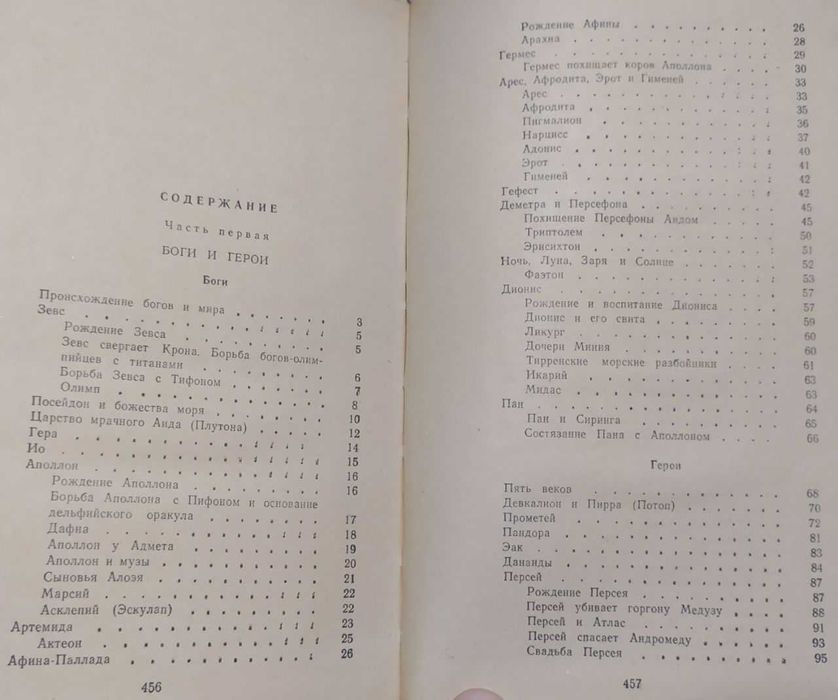 СОДЕРЖАНИЕ
Часть первая
БОГИ И ГЕРОИ
Боги
Происхождение богов и мира 3
Зевс 5
Рождение Зевса 5
Зевс свергает Крона. Борьба богов-олим-
пийцев с титанами 6
Борьба Зевса с Тифоном 7
Олимп 8
Посейдон и божества моря 10
Царство мрачного Аида (Плутона) 12
Гера 14
Ио 15
Аполлон 16
Рождение Аполлона 16
Борьба Аполлона с Пифоном и основание
дельфийского оракула 17
Дафна 18
Аполлон у Адмета 19
Аполлон и музы 20
Сыновья Алоэя 21
Марсий 22
Асклепий (Эскулап) 22
Артемида 23
Актеон 25
Афина-Паллада 26
456
Рождение Афины 26
Арахна 28
Гермес 29
Гермес похищает коров Аполлона 30
Арес, Афродита, Эрот и Гименей 33
Арес 33
Афродита 35
Пигмалион 36
Нарцисс 37
Адонис 40
Эрот 41
Гименей 42
Гефест 42
Деметра и Персефона 45
Похищение Персефоны Аидом 45
Триптолем 50
Эрисихтон 51
Ночь, Луна, Заря и Солнце 52
Фаэтон 53
Дионис 57
Рождение и воспитание Диониса 57
Дионис и его свита 59
Ликург 60
Дочери Миния 60
Тирренские морские разбойники 61
Икарий 63
Мидас 63
Пан 64
Пан и Сиринга 65
Состязание Пана с Аполлоном 66
Герои
Пять веков 68
Девкалион и Пирра (Потоп) 70
Прометей 72
Пандора 81
Эак 83
Данаиды 84
Персей 87
Рождение Персея 87
Персей убивает горгону Медузу 88
Персей и Атлас 91
Персей спасает Андромеду 93
Свадьба Персея 95
457